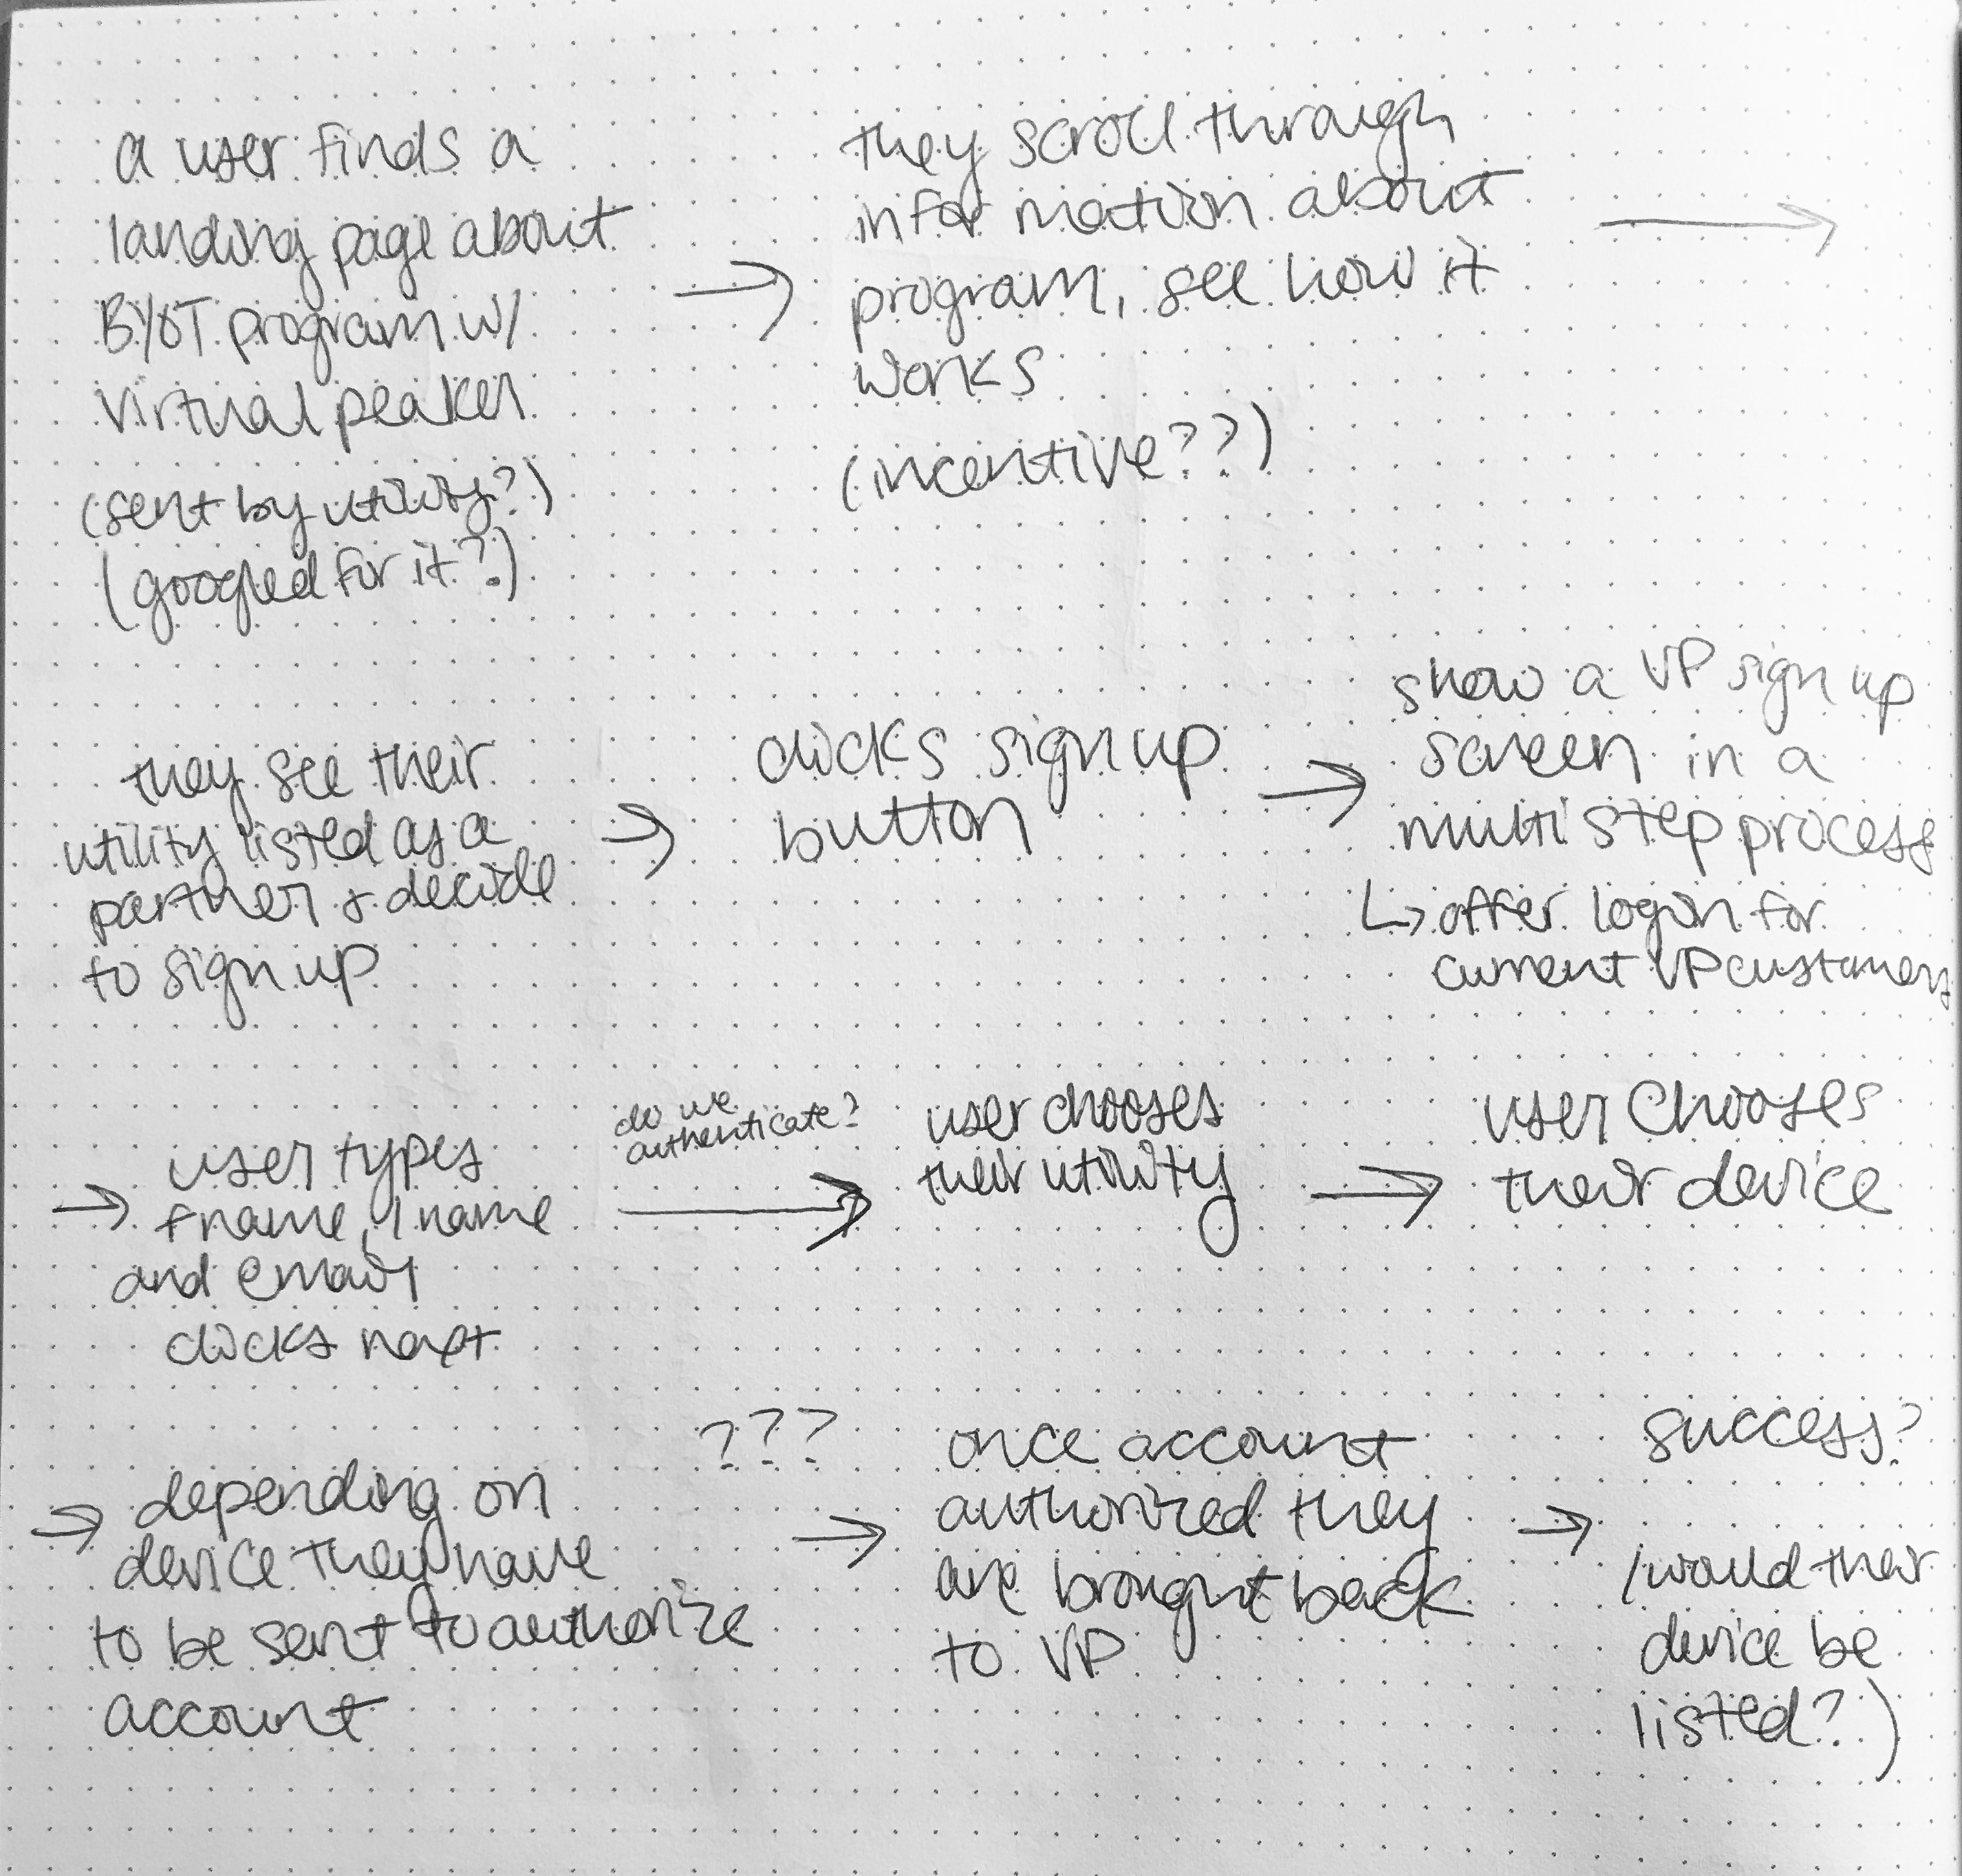 a user finds a
landing page about
BYOT program w/
virtual peaker
(sent by utility?)
(googled for it?)
they scroll through
information about
program, see how it
works
(incentive??)
they see their
utility listed as a
partner & decide
to sign up
clicks sign up
button
show a VP sign up
screen in a
multi step process
offer login for
current VP customers
user types
fname, lname
and email
clicks next
do we
authenticate?
user chooses
their utility
user chooses
their device
depending on
device they have
to be sent to authorize
account
???
once account
authorized they
are brought back
to VP
success?
(would their
device be
listed?)